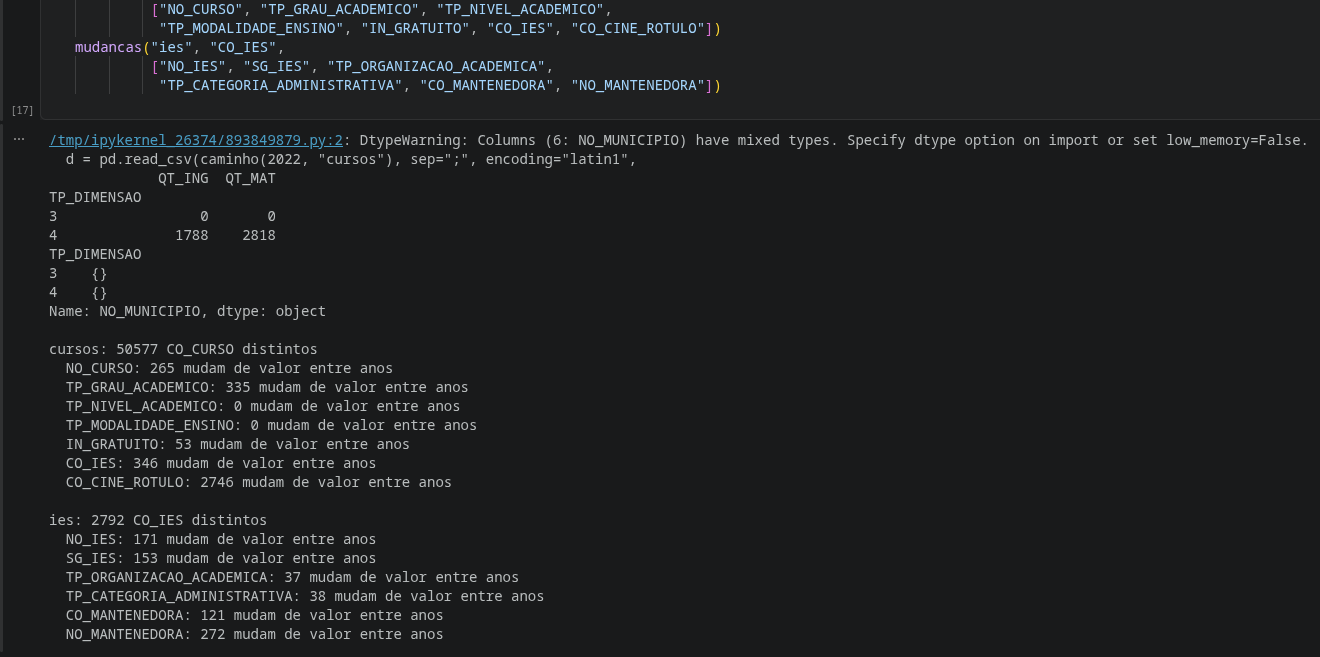 ["NO_CURSO", "TP_GRAU_ACADEMICO", "TP_NIVEL_ACADEMICO",
"TP_MODALIDADE_ENSINO", "IN_GRATUITO", "CO_IES", "CO_CINE_ROTULO"])
mudancas("ies", "CO_IES",
["NO_IES", "SG_IES", "TP_ORGANIZACAO_ACADEMICA",
"TP_CATEGORIA_ADMINISTRATIVA", "CO_MANTENEDORA", "NO_MANTENEDORA"])
[17]
... /tmp/ipykernel_26374/893849879.py:2: DtypeWarning: Columns (6: NO_MUNICIPIO) have mixed types. Specify dtype option on import or set low_memory=False.
d = pd.read_csv(caminho(2022, "cursos"), sep=";", encoding="latin1",
QT_ING QT_MAT
TP_DIMENSAO
3 0 0
4 1788 2818
TP_DIMENSAO
3 {}
4 {}
Name: NO_MUNICIPIO, dtype: object
cursos: 50577 CO_CURSO distintos
NO_CURSO: 265 mudam de valor entre anos
TP_GRAU_ACADEMICO: 335 mudam de valor entre anos
TP_NIVEL_ACADEMICO: 0 mudam de valor entre anos
TP_MODALIDADE_ENSINO: 0 mudam de valor entre anos
IN_GRATUITO: 53 mudam de valor entre anos
CO_IES: 346 mudam de valor entre anos
CO_CINE_ROTULO: 2746 mudam de valor entre anos
ies: 2792 CO_IES distintos
NO_IES: 171 mudam de valor entre anos
SG_IES: 153 mudam de valor entre anos
TP_ORGANIZACAO_ACADEMICA: 37 mudam de valor entre anos
TP_CATEGORIA_ADMINISTRATIVA: 38 mudam de valor entre anos
CO_MANTENEDORA: 121 mudam de valor entre anos
NO_MANTENEDORA: 272 mudam de valor entre anos